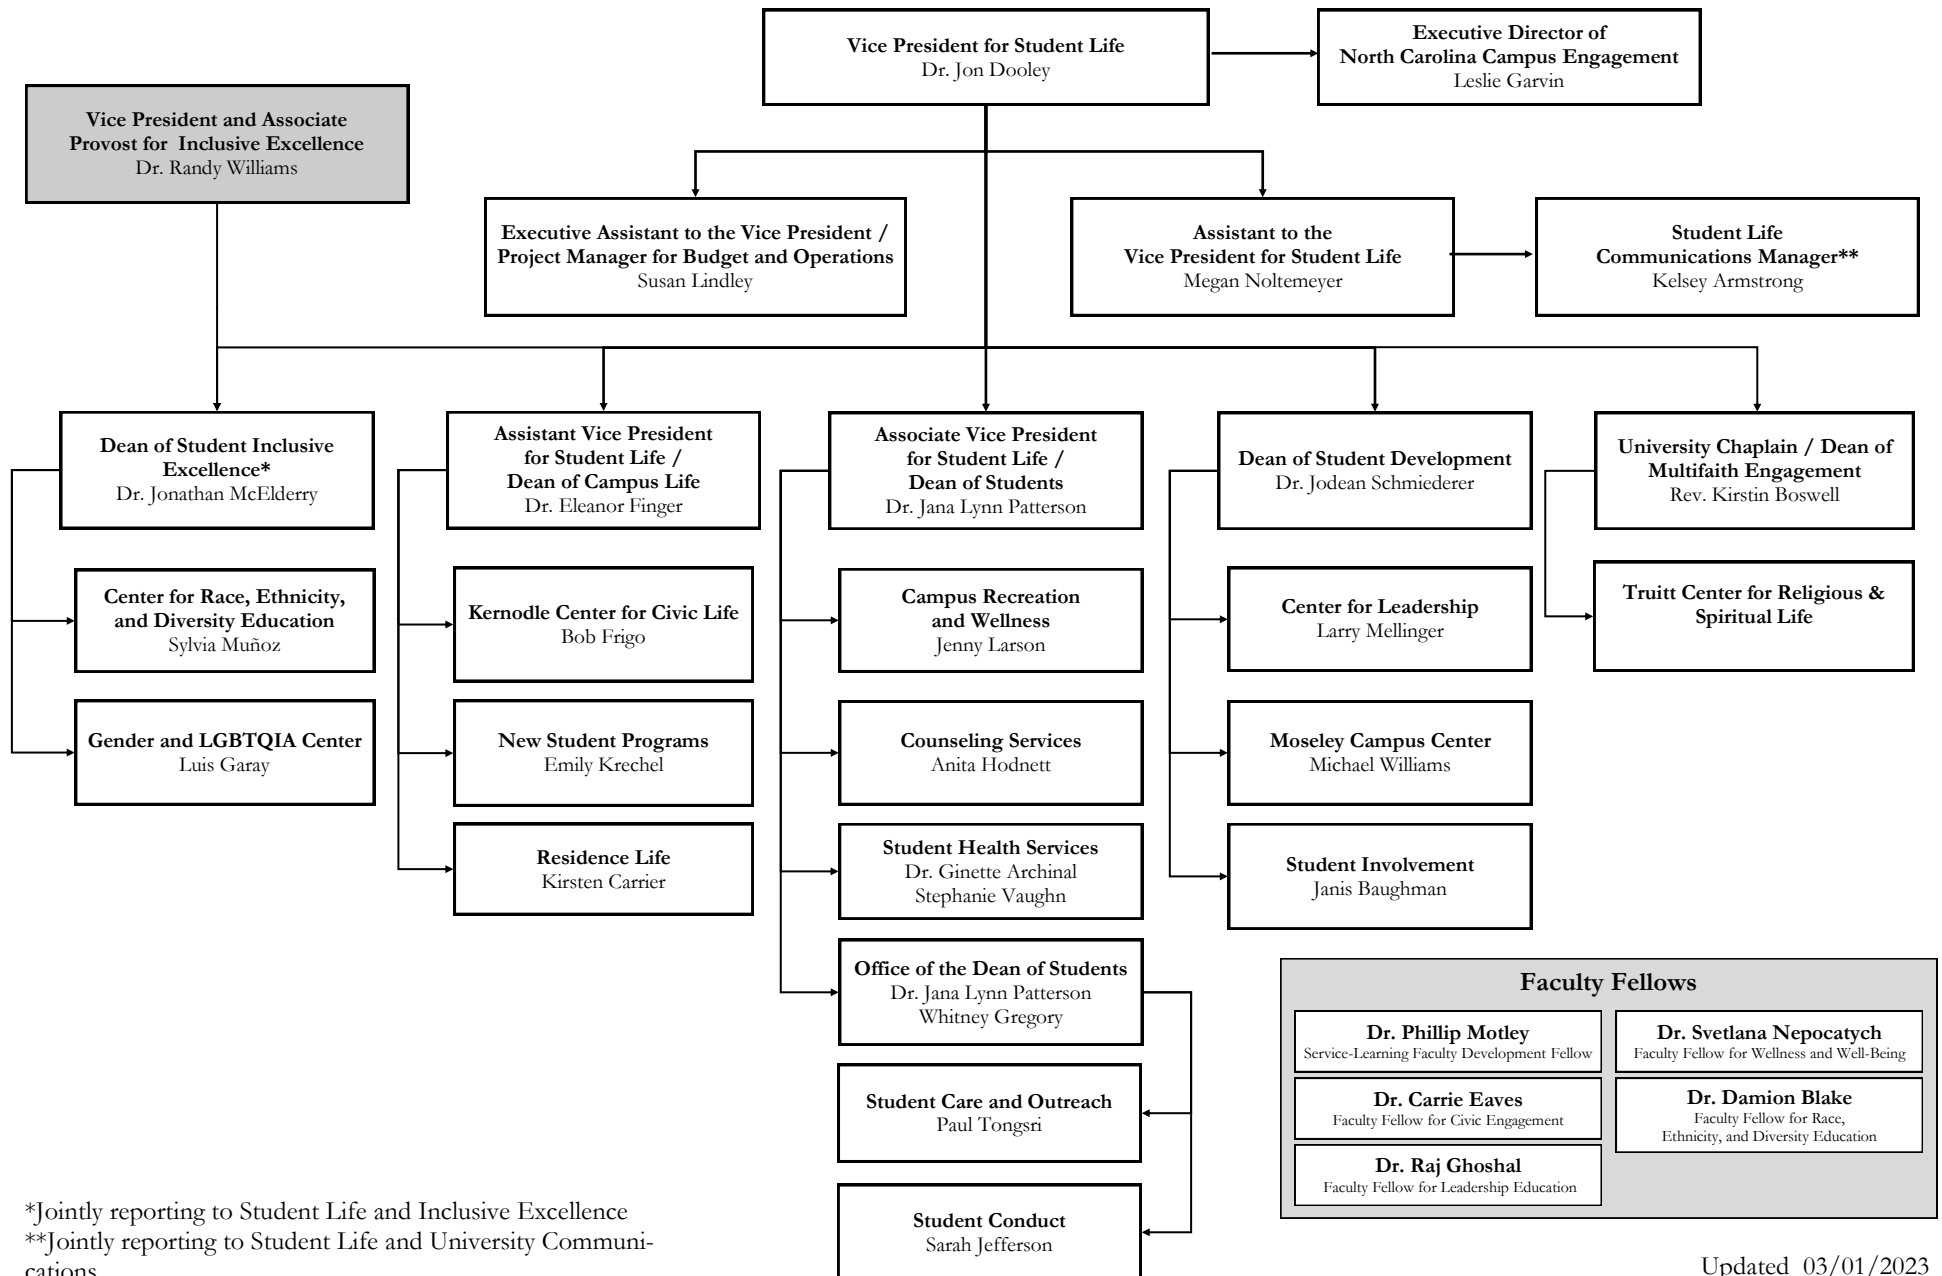 Vice President for Student Life
Dr. Jon Dooley
Executive Director of
North Carolina Campus Engagement
Leslie Garvin
Vice President and Associate
Provost for  Inclusive Excellence
Dr. Randy Williams
Executive Assistant to the Vice President /
Project Manager for Budget and Operations
Susan Lindley
Assistant to the
Vice President for Student Life
Megan Noltemeyer
Student Life
Communications Manager**
Kelsey Armstrong
Dean of Student Inclusive
Excellence*
Dr. Jonathan McElderry
Assistant Vice President
for Student Life /
Dean of Campus Life
Dr. Eleanor Finger
Associate Vice President
for Student Life /
Dean of Students
Dr. Jana Lynn Patterson
Dean of Student Development
Dr. Jodean Schmiederer
University Chaplain / Dean of
Multifaith Engagement
Rev. Kirstin Boswell
Center for Race, Ethnicity,
and Diversity Education
Sylvia Muñoz
Kernodle Center for Civic Life
Bob Frigo
Campus Recreation
and Wellness
Jenny Larson
Center for Leadership
Larry Mellinger
Truitt Center for Religious &
Spiritual Life
Gender and LGBTQIA Center
Luis Garay
New Student Programs
Emily Krechel
Counseling Services
Anita Hodnett
Moseley Campus Center
Michael Williams
Residence Life
Kirsten Carrier
Student Health Services
Dr. Ginette Archinal
Stephanie Vaughn
Student Involvement
Janis Baughman
Office of the Dean of Students
Dr. Jana Lynn Patterson
Whitney Gregory
Student Care and Outreach
Paul Tongsri
Student Conduct
Sarah Jefferson
Faculty Fellows
Dr. Phillip Motley
Service-Learning Faculty Development Fellow
Dr. Svetlana Nepocatych
Faculty Fellow for Wellness and Well-Being
Dr. Carrie Eaves
Faculty Fellow for Civic Engagement
Dr. Damion Blake
Faculty Fellow for Race,
Ethnicity, and Diversity Education
Dr. Raj Ghoshal
Faculty Fellow for Leadership Education
*Jointly reporting to Student Life and Inclusive Excellence
**Jointly reporting to Student Life and University Communi-
cations
Updated  03/01/2023